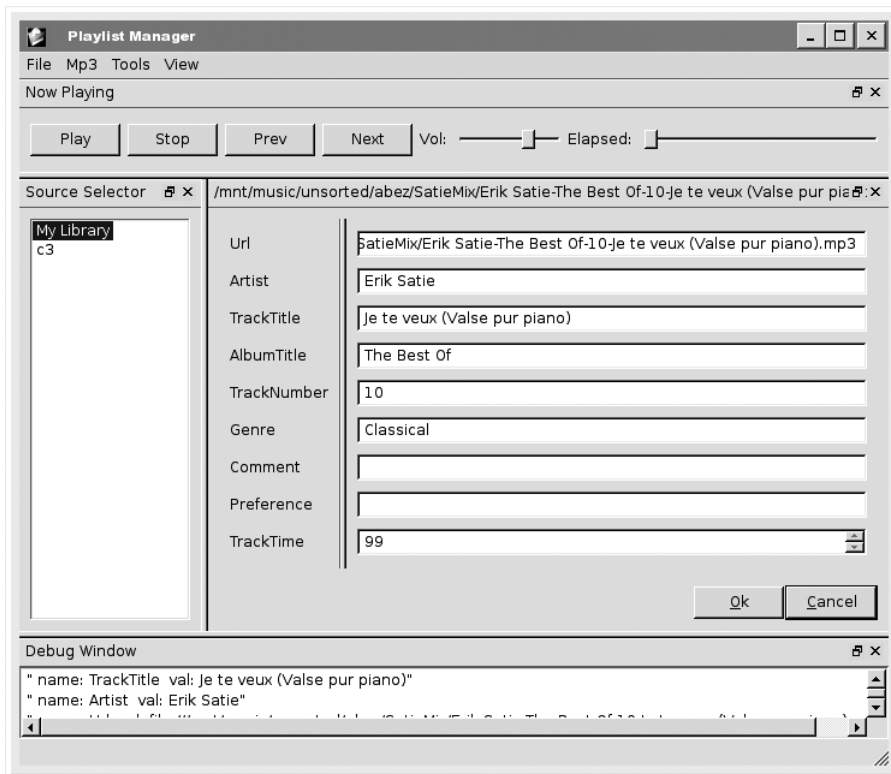 Playlist Manager
File Mp3 Tools View
Now Playing
Play Stop Prev Next Vol: Elapsed:
Source Selector
/mnt/music/unsorted/abez/SatieMix/Erik Satie-The Best Of-10-Je te veux (Valse pur pia
My Library
c3
Url SatieMix/Erik Satie-The Best Of-10-Je te veux (Valse pur piano).mp3
Artist Erik Satie
TrackTitle Je te veux (Valse pur piano)
AlbumTitle The Best Of
TrackNumber 10
Genre Classical
Comment
Preference
TrackTime 99
Ok Cancel
Debug Window
" name: TrackTitle val: Je te veux (Valse pur piano)"
" name: Artist val: Erik Satie"